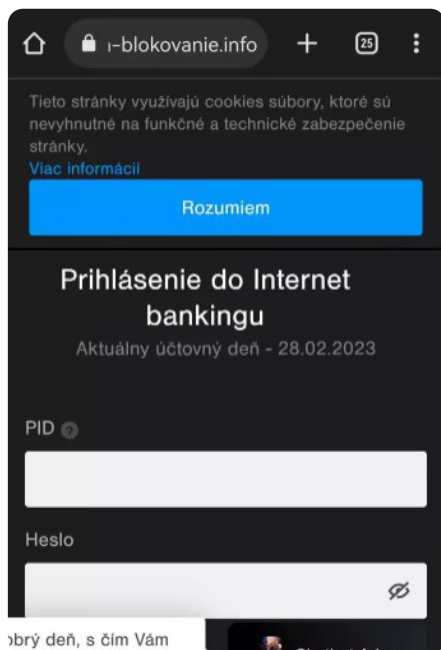 -blokovanie.info
25
Tieto stránky využívajú cookies súbory, ktoré sú
nevyhnutné na funkčné a technické zabezpečenie
stránky.
Viac informácií
Rozumiem
Prihlásenie do Internet
bankingu
Aktuálny účtovný deň - 28.02.2023
PID
Heslo
obrý deň, s čím Vám